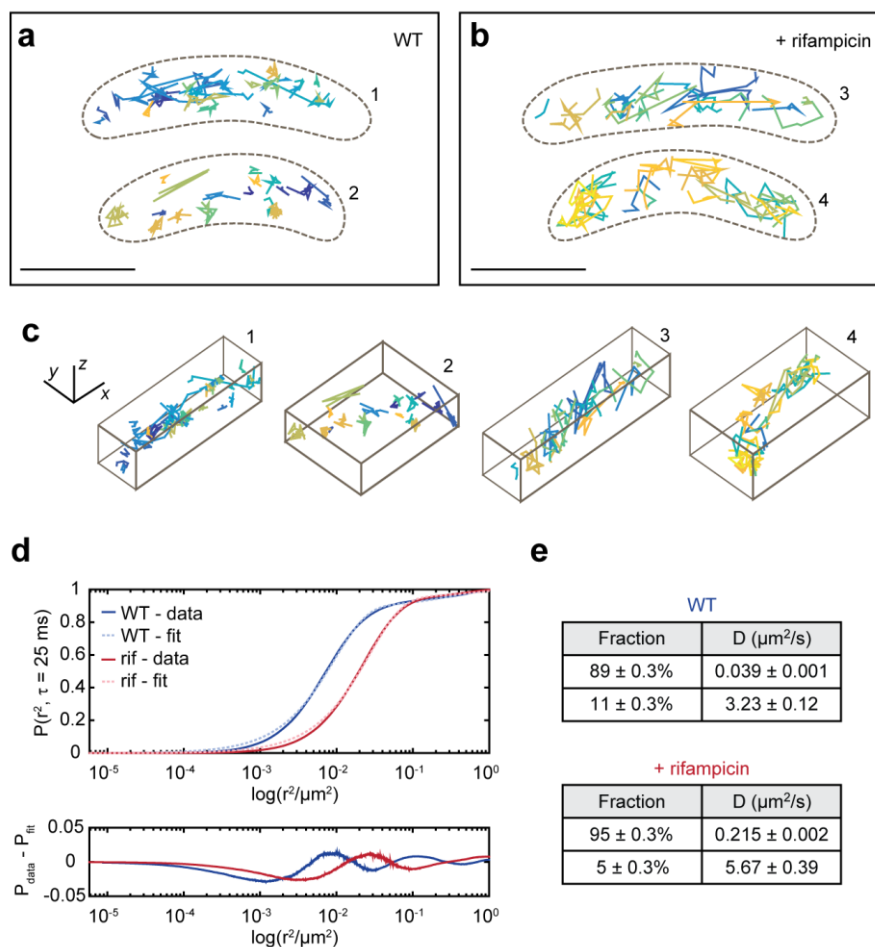 a
WT
1
2
b
+ rifampicin
3
4
c
y z x
1
2
3
4
d
P(r², τ = 25 ms)
1
0.8
0.6
0.4
0.2
0
WT - data
WT - fit
rif - data
rif - fit
10⁻⁵ 10⁻⁴ 10⁻³ 10⁻² 10⁻¹ 10⁰
log(r²/μm²)
P_data - P_fit
0.05
0
-0.05
10⁻⁵ 10⁻⁴ 10⁻³ 10⁻² 10⁻¹ 10⁰
log(r²/μm²)
e
WT
Fraction D (μm²/s)
89 ± 0.3% 0.039 ± 0.001
11 ± 0.3% 3.23 ± 0.12
+ rifampicin
Fraction D (μm²/s)
95 ± 0.3% 0.215 ± 0.002
5 ± 0.3% 5.67 ± 0.39